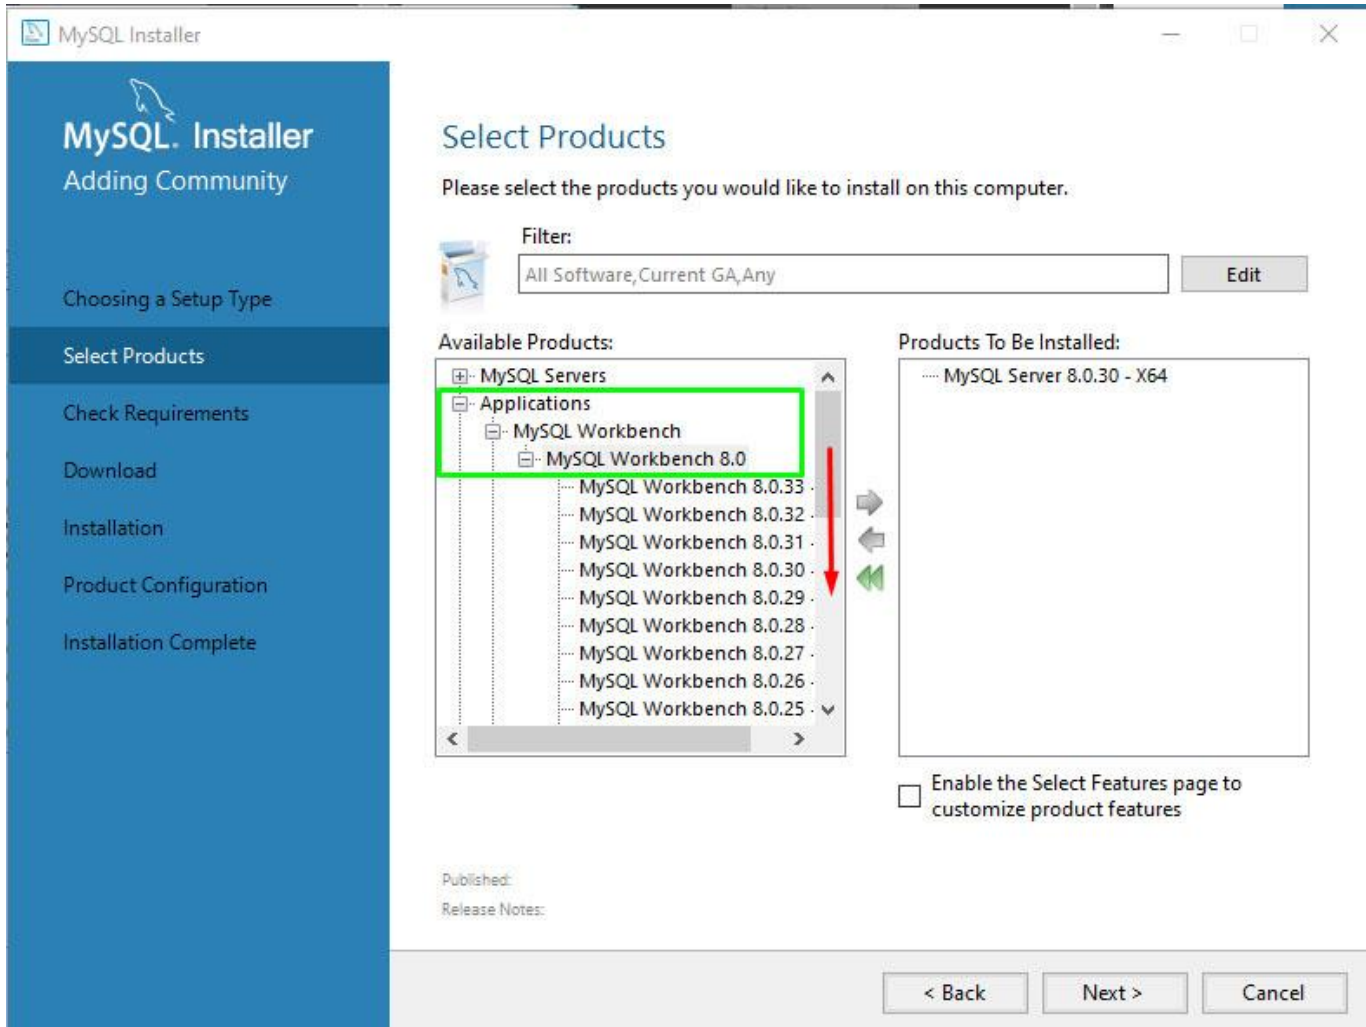 MySQL Installer
MySQL. Installer
Adding Community
Choosing a Setup Type
Select Products
Check Requirements
Download
Installation
Product Configuration
Installation Complete
Select Products
Please select the products you would like to install on this computer.
Filter:
All Software,Current GA,Any
Edit
Available Products:
MySQL Servers
Applications
MySQL Workbench
MySQL Workbench 8.0
MySQL Workbench 8.0.33 -
MySQL Workbench 8.0.32 -
MySQL Workbench 8.0.31 -
MySQL Workbench 8.0.30 -
MySQL Workbench 8.0.29 -
MySQL Workbench 8.0.28 -
MySQL Workbench 8.0.27 -
MySQL Workbench 8.0.26 -
MySQL Workbench 8.0.25 -
Products To Be Installed:
MySQL Server 8.0.30 - X64
Enable the Select Features page to
customize product features
Published:
Release Notes:
< Back
Next >
Cancel